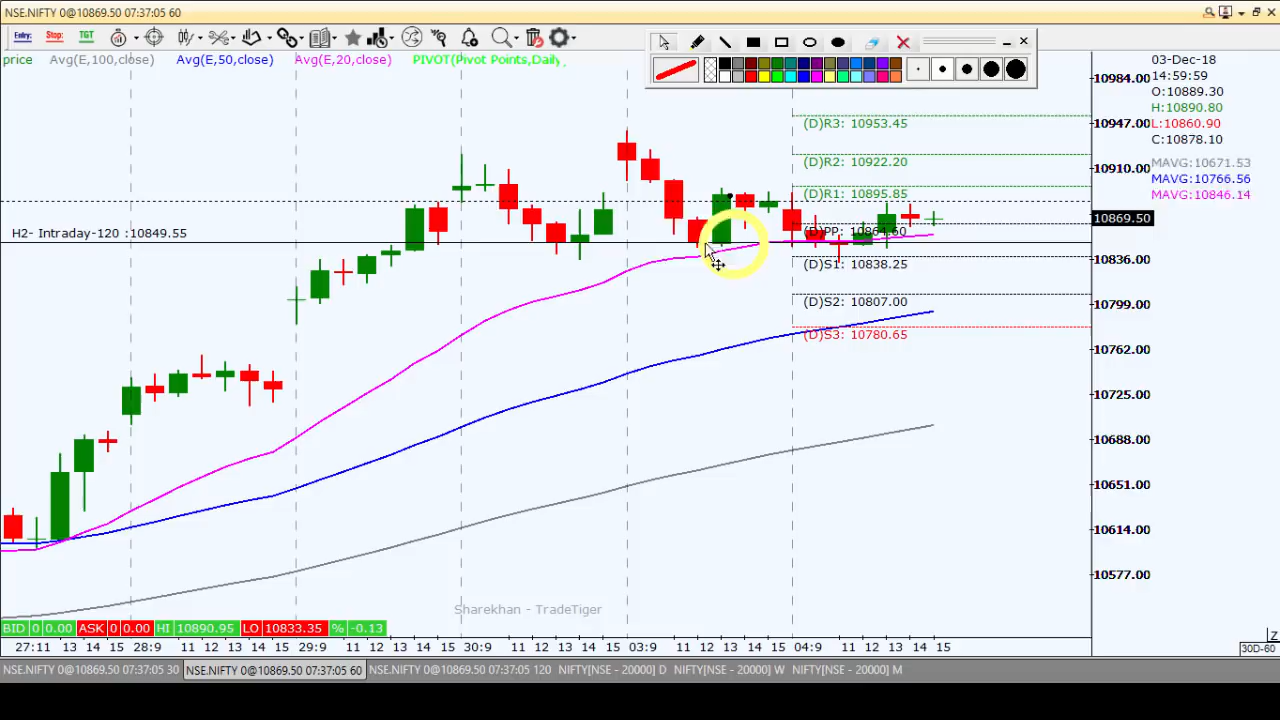 NSE.NIFTY 0@10869.50 07:37:05 60
Entry: Stop: TGT
price Avg(E,100,close) Avg(E,50,close) Avg(E,20,close) PIVOT(Pivot Points,Daily,
03-Dec-18
14:59:59
O:10889.30
H:10890.80
L:10860.90
C:10878.10
MAVG:10671.53
MAVG:10766.56
MAVG:10846.14
10984.00
10947.00
10910.00
10869.50
10836.00
10799.00
10762.00
10725.00
10688.00
10651.00
10614.00
10577.00
(D)R3: 10953.45
(D)R2: 10922.20
(D)R1: 10895.85
(D)PP: 10864.60
(D)S1: 10838.25
(D)S2: 10807.00
(D)S3: 10780.65
H2- Intraday-120 :10849.55
Sharekhan - TradeTiger
BID 0 0.00 ASK 0 0.00 HI 10890.95 LO 10833.35 % -0.13
27:11 13 14 15 28:9 11 12 13 14 15 29:9 11 12 13 14 15 30:9 11 12 13 14 15 03:9 11 12 13 14 15 04:9 11 12 13 14 15
Z
30D-60
NSE.NIFTY 0@10869.50 07:37:05 30 NSE.NIFTY 0@10869.50 07:37:05 60 NSE.NIFTY 0@10869.50 07:37:05 120 NIFTY[NSE - 20000] D NIFTY[NSE - 20000] W NIFTY[NSE - 20000] M